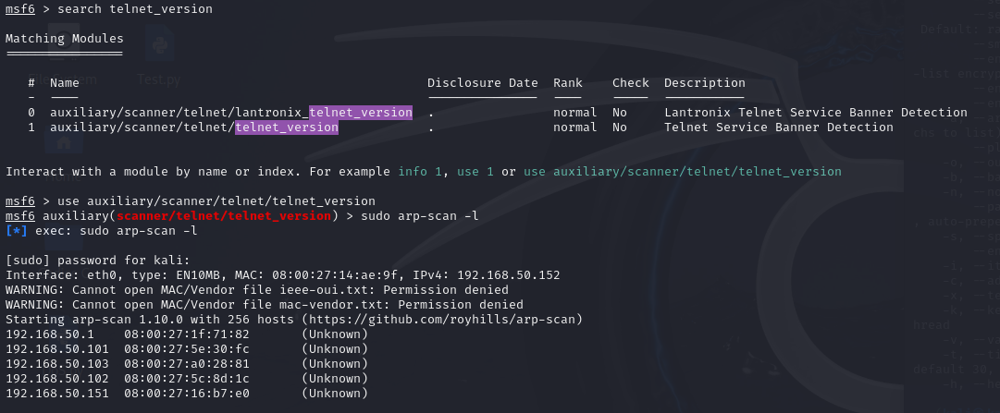 msf6 > search telnet_version
Matching Modules
================
# Name Disclosure Date Rank Check Description
- ---- --------------- ---- ----- -----------
0 auxiliary/scanner/telnet/lantronix_telnet_version . normal No Lantronix Telnet Service Banner Detection
1 auxiliary/scanner/telnet/telnet_version . normal No Telnet Service Banner Detection
Interact with a module by name or index. For example info 1, use 1 or use auxiliary/scanner/telnet/telnet_version
msf6 > use auxiliary/scanner/telnet/telnet_version
msf6 auxiliary(scanner/telnet/telnet_version) > sudo arp-scan -l
[*] exec: sudo arp-scan -l
[sudo] password for kali:
Interface: eth0, type: EN10MB, MAC: 08:00:27:14:ae:9f, IPv4: 192.168.50.152
WARNING: Cannot open MAC/Vendor file ieee-oui.txt: Permission denied
WARNING: Cannot open MAC/Vendor file mac-vendor.txt: Permission denied
Starting arp-scan 1.10.0 with 256 hosts (https://github.com/royhills/arp-scan)
192.168.50.1 08:00:27:1f:71:82 (Unknown)
192.168.50.101 08:00:27:5e:30:fc (Unknown)
192.168.50.103 08:00:27:a0:28:81 (Unknown)
192.168.50.102 08:00:27:5c:8d:1c (Unknown)
192.168.50.151 08:00:27:16:b7:e0 (Unknown)
Test.py